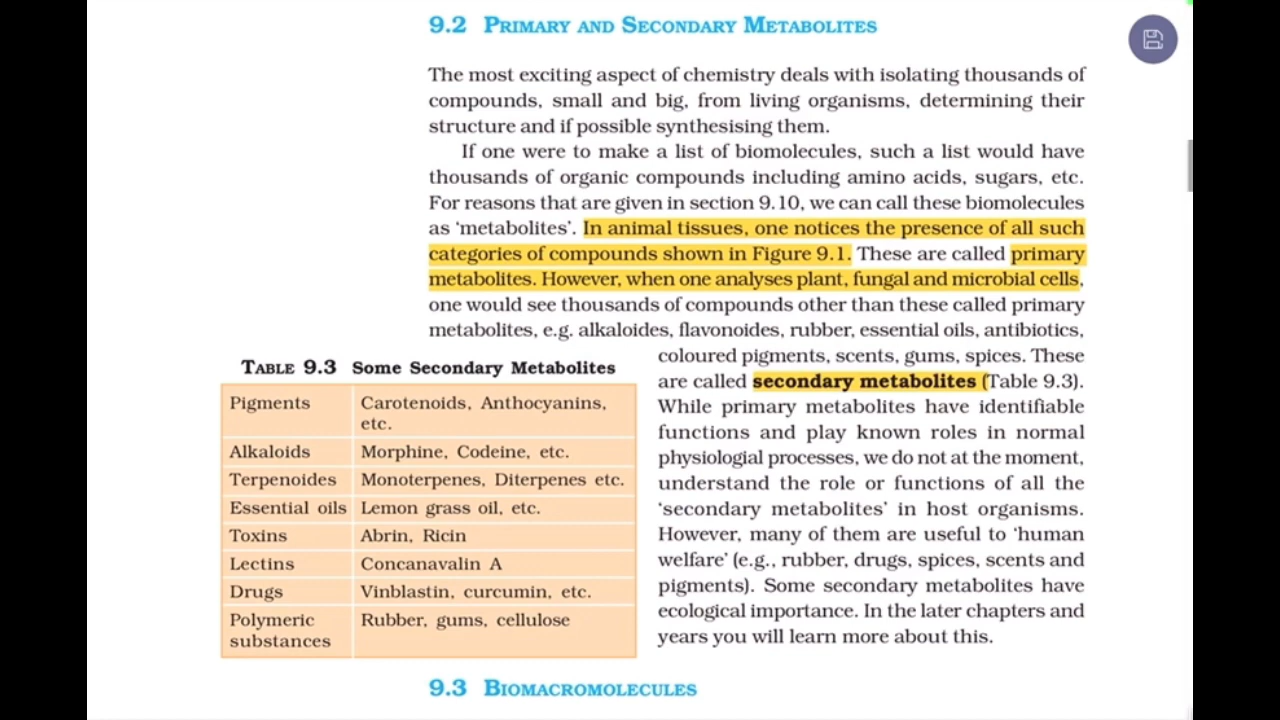 9.2 PRIMARY AND SECONDARY METABOLITES
The most exciting aspect of chemistry deals with isolating thousands of
compounds, small and big, from living organisms, determining their
structure and if possible synthesising them.
If one were to make a list of biomolecules, such a list would have
thousands of organic compounds including amino acids, sugars, etc.
For reasons that are given in section 9.10, we can call these biomolecules
as ‘metabolites’. In animal tissues, one notices the presence of all such
categories of compounds shown in Figure 9.1. These are called primary
metabolites. However, when one analyses plant, fungal and microbial cells,
one would see thousands of compounds other than these called primary
metabolites, e.g. alkaloides, flavonoides, rubber, essential oils, antibiotics,
coloured pigments, scents, gums, spices. These
are called secondary metabolites (Table 9.3).
While primary metabolites have identifiable
functions and play known roles in normal
physiologial processes, we do not at the moment,
understand the role or functions of all the
‘secondary metabolites’ in host organisms.
However, many of them are useful to ‘human
welfare’ (e.g., rubber, drugs, spices, scents and
pigments). Some secondary metabolites have
ecological importance. In the later chapters and
years you will learn more about this.
TABLE 9.3 Some Secondary Metabolites
Pigments Carotenoids, Anthocyanins,
etc.
Alkaloids Morphine, Codeine, etc.
Terpenoides Monoterpenes, Diterpenes etc.
Essential oils Lemon grass oil, etc.
Toxins Abrin, Ricin
Lectins Concanavalin A
Drugs Vinblastin, curcumin, etc.
Polymeric Rubber, gums, cellulose
substances
9.3 BIOMACROMOLECULES